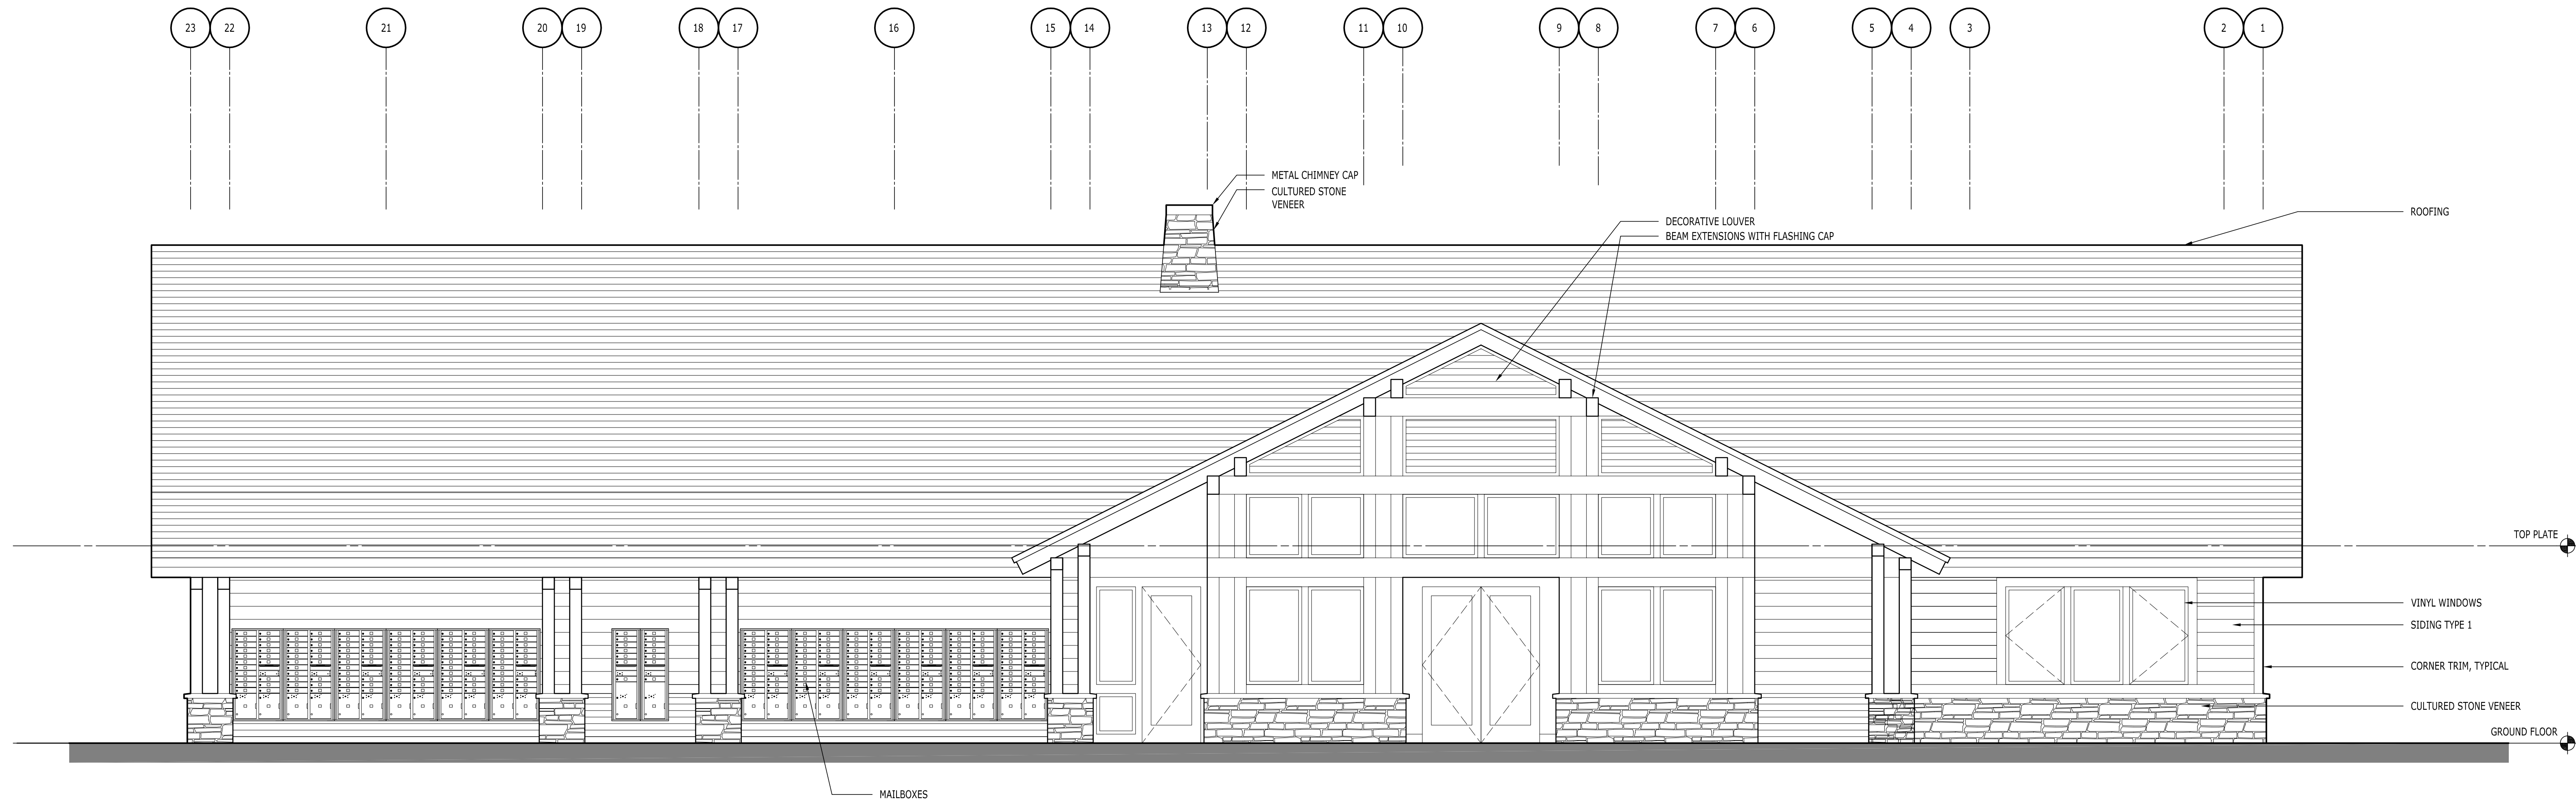 23 22 21 20 19 18 17 16 15 14 13 12 11 10 9 8 7 6 5 4 3 2 1
METAL CHIMNEY CAP
CULTURED STONE
VENEER
DECORATIVE LOUVER
BEAM EXTENSIONS WITH FLASHING CAP
ROOFING
TOP PLATE
VINYL WINDOWS
SIDING TYPE 1
CORNER TRIM, TYPICAL
CULTURED STONE VENEER
GROUND FLOOR
MAILBOXES